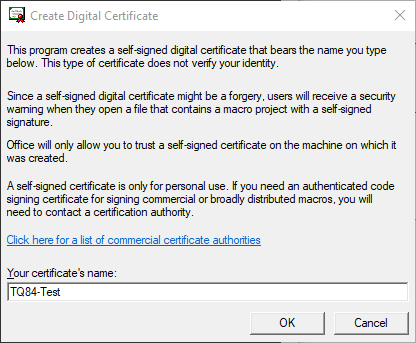 Create Digital Certificate
This program creates a self-signed digital certificate that bears the name you type
below. This type of certificate does not verify your identity.
Since a self-signed digital certificate might be a forgery, users will receive a security
warning when they open a file that contains a macro project with a self-signed
signature.
Office will only allow you to trust a self-signed certificate on the machine on which it
was created.
A self-signed certificate is only for personal use. If you need an authenticated code
signing certificate for signing commercial or broadly distributed macros, you will
need to contact a certification authority.
Click here for a list of commercial certificate authorities
Your certificate's name:
TQ84-Test
OK
Cancel